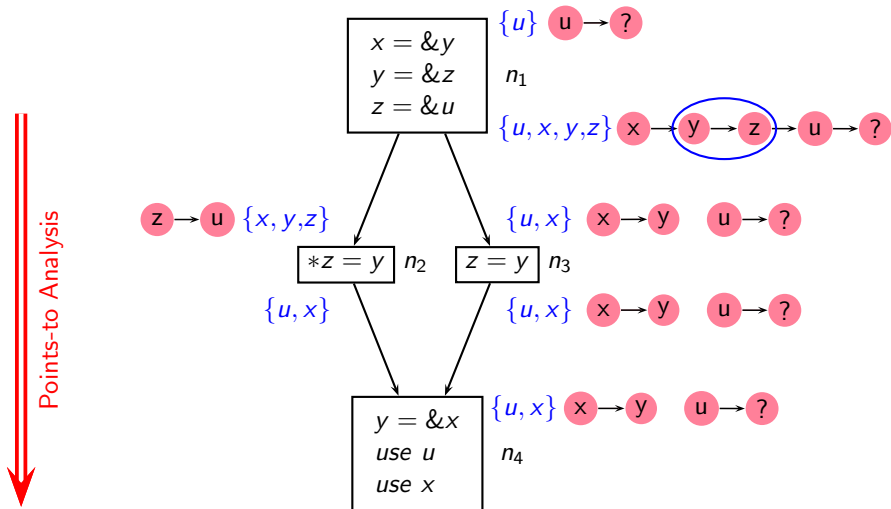 {u} u ?
x = &y
y = &z
z = &u
n1
{u, x, y,z} x y z u ?
z u {x, y,z}
{u, x} x y u ?
*z = y n2
z = y n3
{u, x}
{u, x} x y u ?
{u, x} x y u ?
y = &x
use u
use x
n4
Points-to Analysis